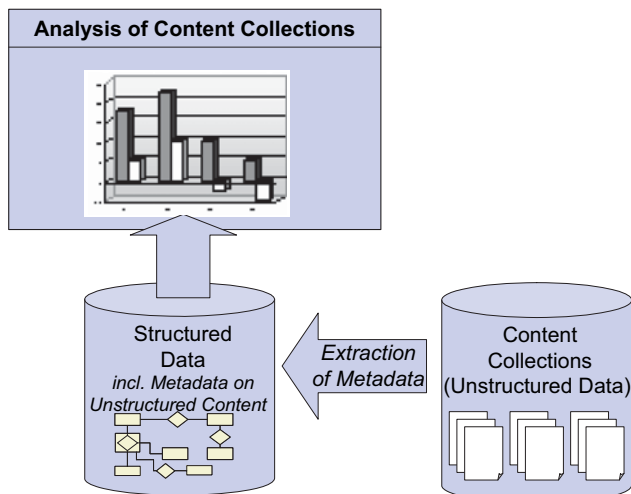 Analysis of Content Collections
Structured
Data
incl. Metadata on
Unstructured Content
Extraction
of Metadata
Content
Collections
(Unstructured Data)